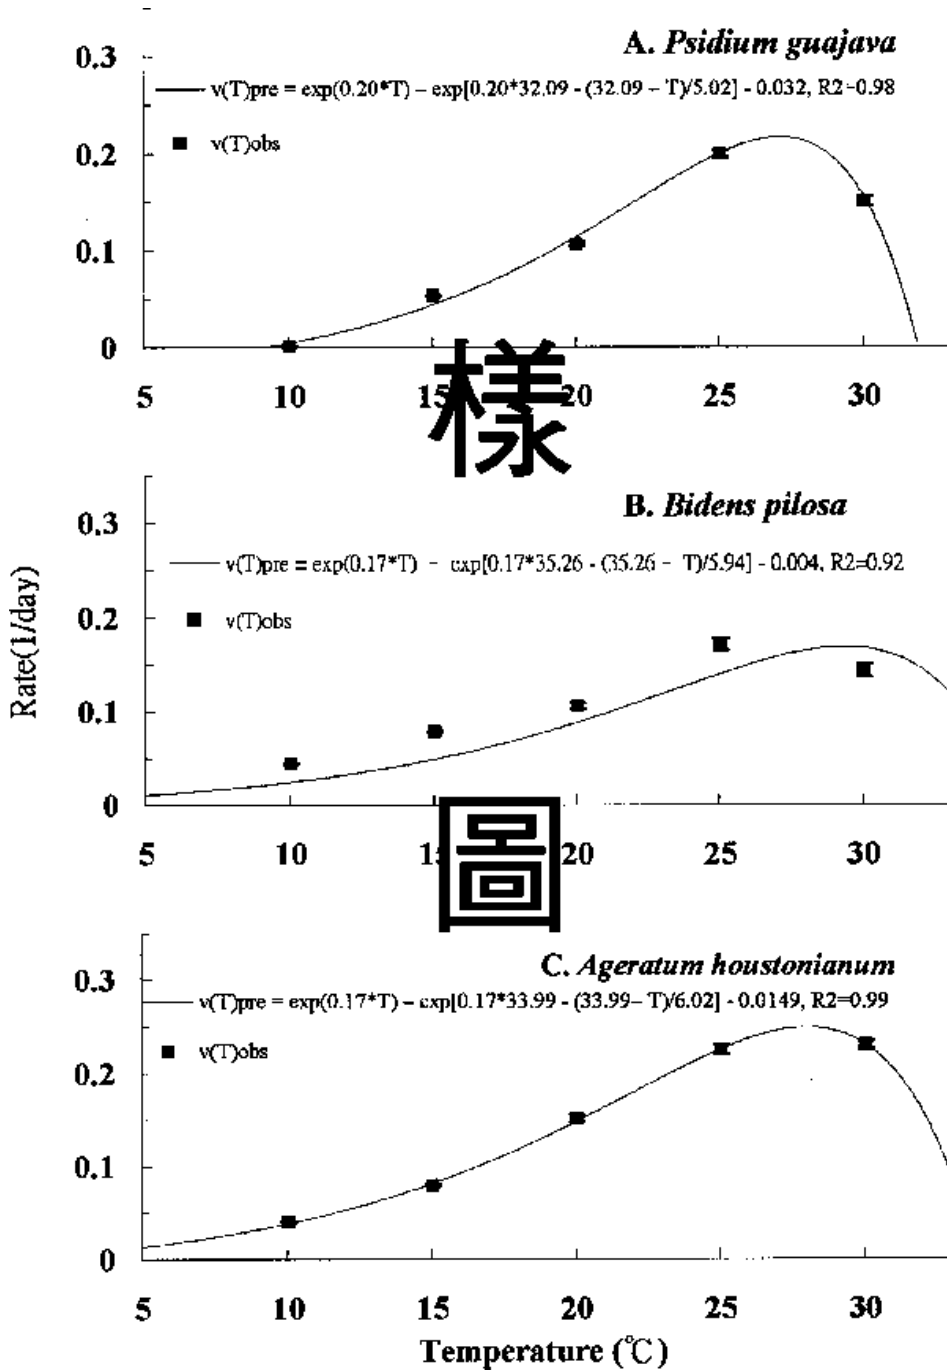 A. Psidium guajava
0.3
v(T)pre = exp(0.20*T) – exp[0.20*32.09 - (32.09 – T)/5.02] - 0.032, R2=0.98
v(T)obs
0.2
0.1
0
5 10 15 20 25 30
樣
B. Bidens pilosa
0.3
v(T)pre = exp(0.17*T) – exp[0.17*35.26 - (35.26 – T)/5.94] - 0.004, R2=0.92
v(T)obs
0.2
0.1
0
5 10 15 20 25 30
圖
Rate(1/day)
C. Ageratum houstonianum
0.3
v(T)pre = exp(0.17*T) – exp[0.17*33.99 - (33.99– T)/6.02] - 0.0149, R2=0.99
v(T)obs
0.2
0.1
0
5 10 15 20 25 30
Temperature (℃)